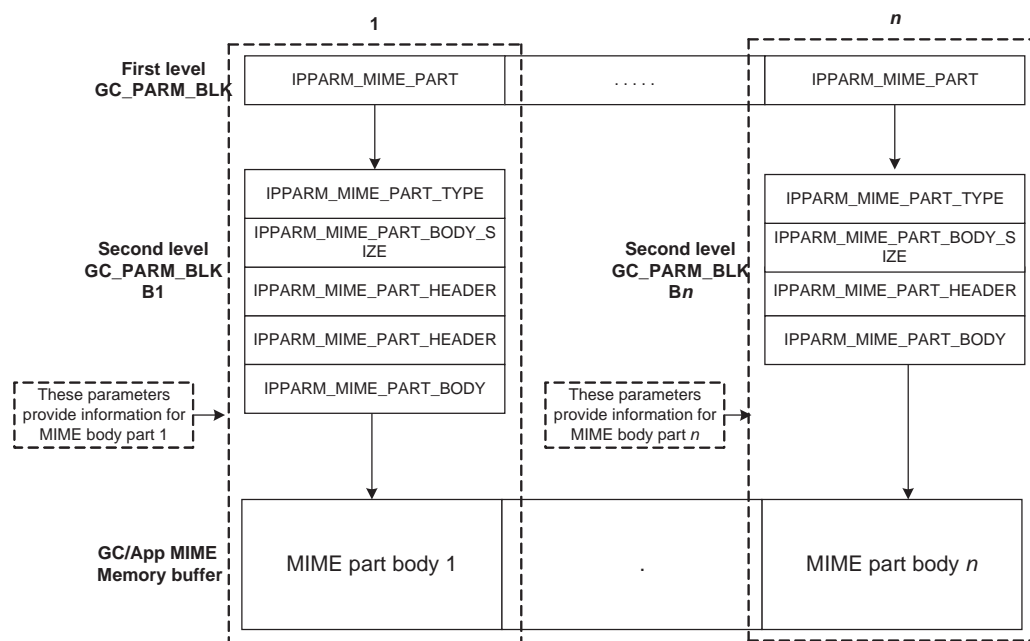 1
n
First level
GC_PARM_BLK
IPPARM_MIME_PART
. . . . .
IPPARM_MIME_PART
Second level
GC_PARM_BLK
B1
IPPARM_MIME_PART_TYPE
IPPARM_MIME_PART_BODY_S
IZE
IPPARM_MIME_PART_HEADER
IPPARM_MIME_PART_HEADER
IPPARM_MIME_PART_BODY
Second level
GC_PARM_BLK
Bn
IPPARM_MIME_PART_TYPE
IPPARM_MIME_PART_BODY_S
IZE
IPPARM_MIME_PART_HEADER
IPPARM_MIME_PART_BODY
These parameters
provide information for
MIME body part 1
These parameters
provide information for
MIME body part n
GC/App MIME
Memory buffer
MIME part body 1
.
MIME part body n